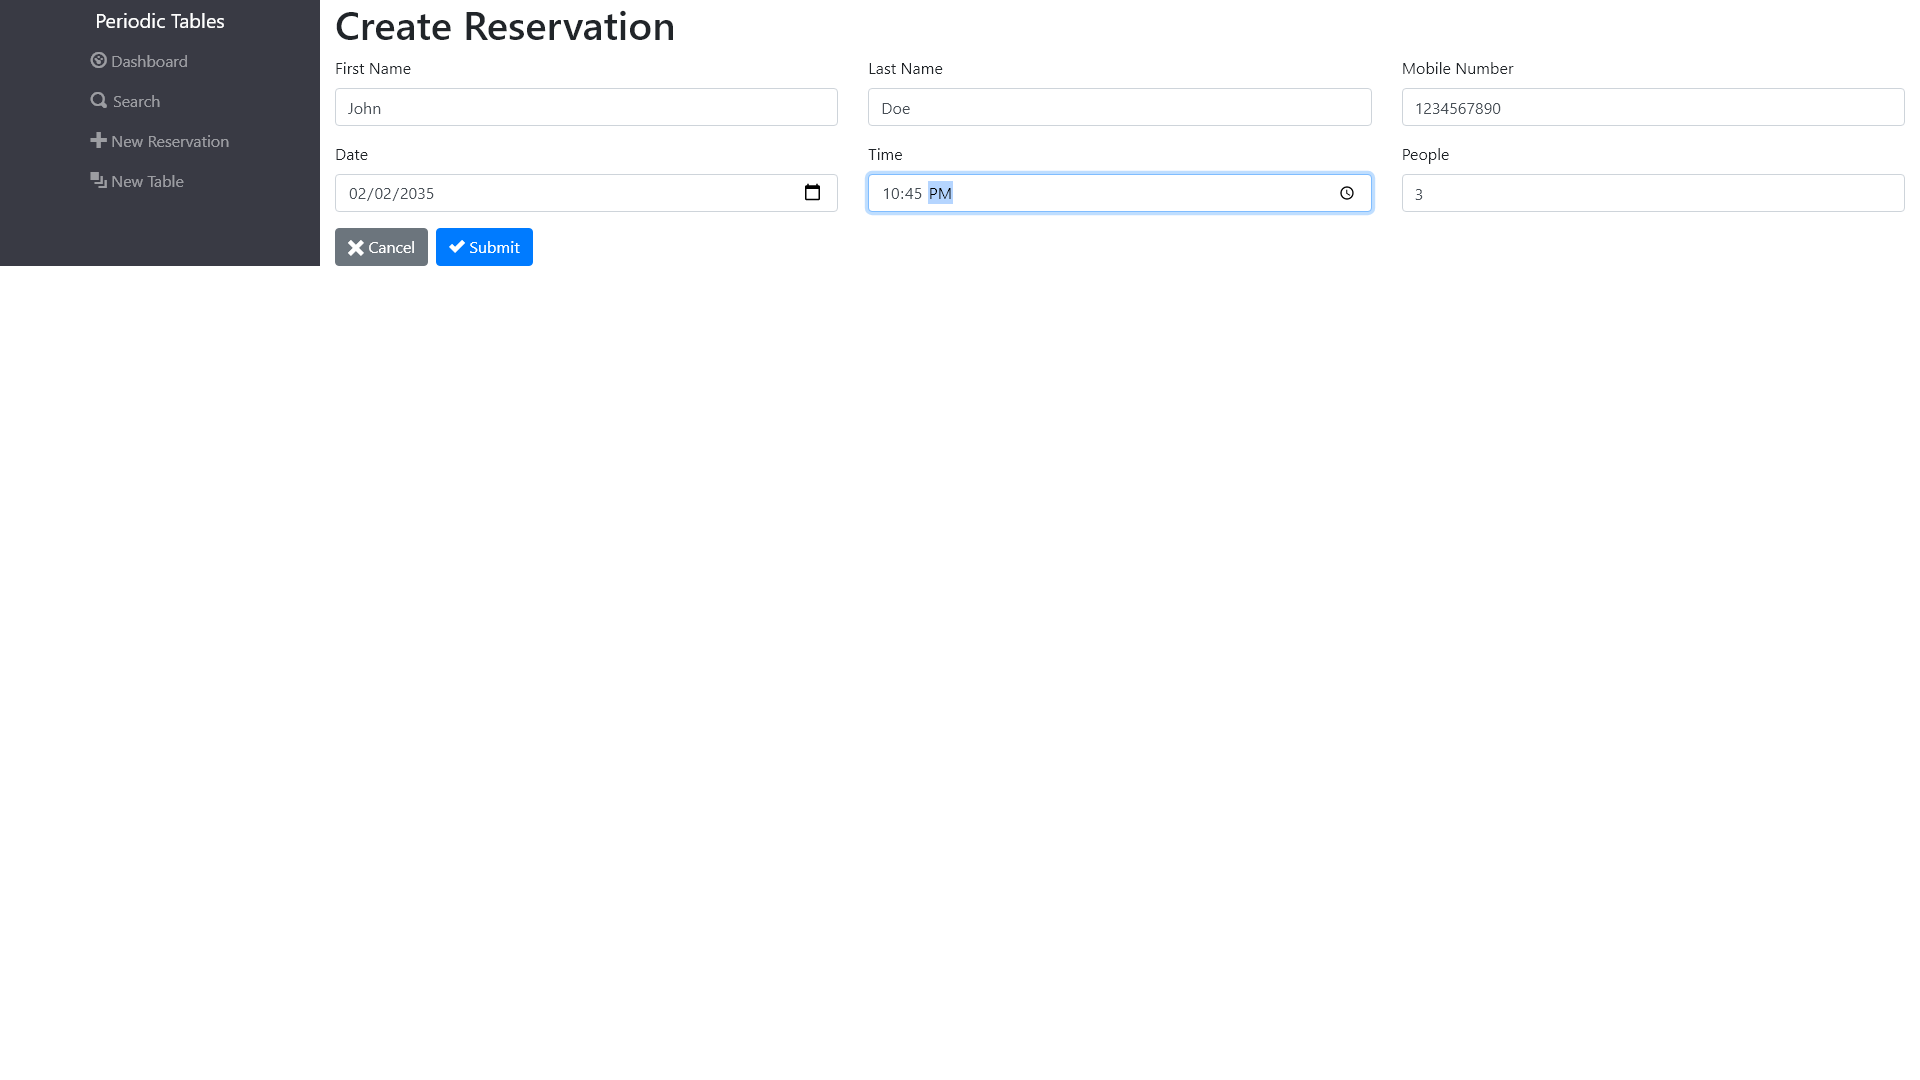 Periodic Tables
Dashboard
Search
New Reservation
New Table
Create Reservation
First Name
John
Last Name
Doe
Mobile Number
1234567890
Date
02/02/2035
Time
10:45 PM
People
3
Cancel
Submit